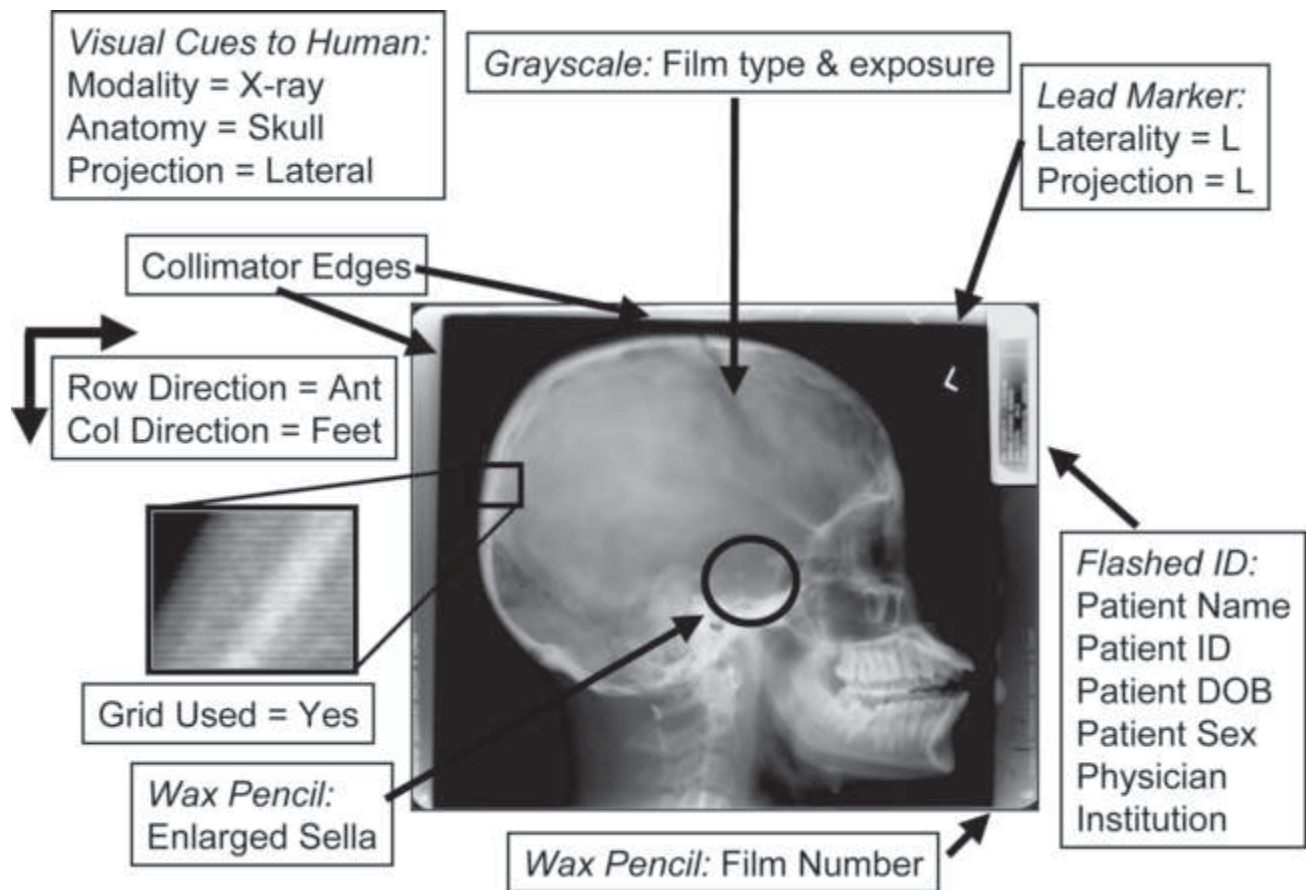 Visual Cues to Human:
Modality = X-ray
Anatomy = Skull
Projection = Lateral
Grayscale: Film type & exposure
Lead Marker:
Laterality = L
Projection = L
Collimator Edges
Row Direction = Ant
Col Direction = Feet
L
Grid Used = Yes
Flashed ID:
Patient Name
Patient ID
Patient DOB
Patient Sex
Physician
Institution
Wax Pencil:
Enlarged Sella
Wax Pencil: Film Number